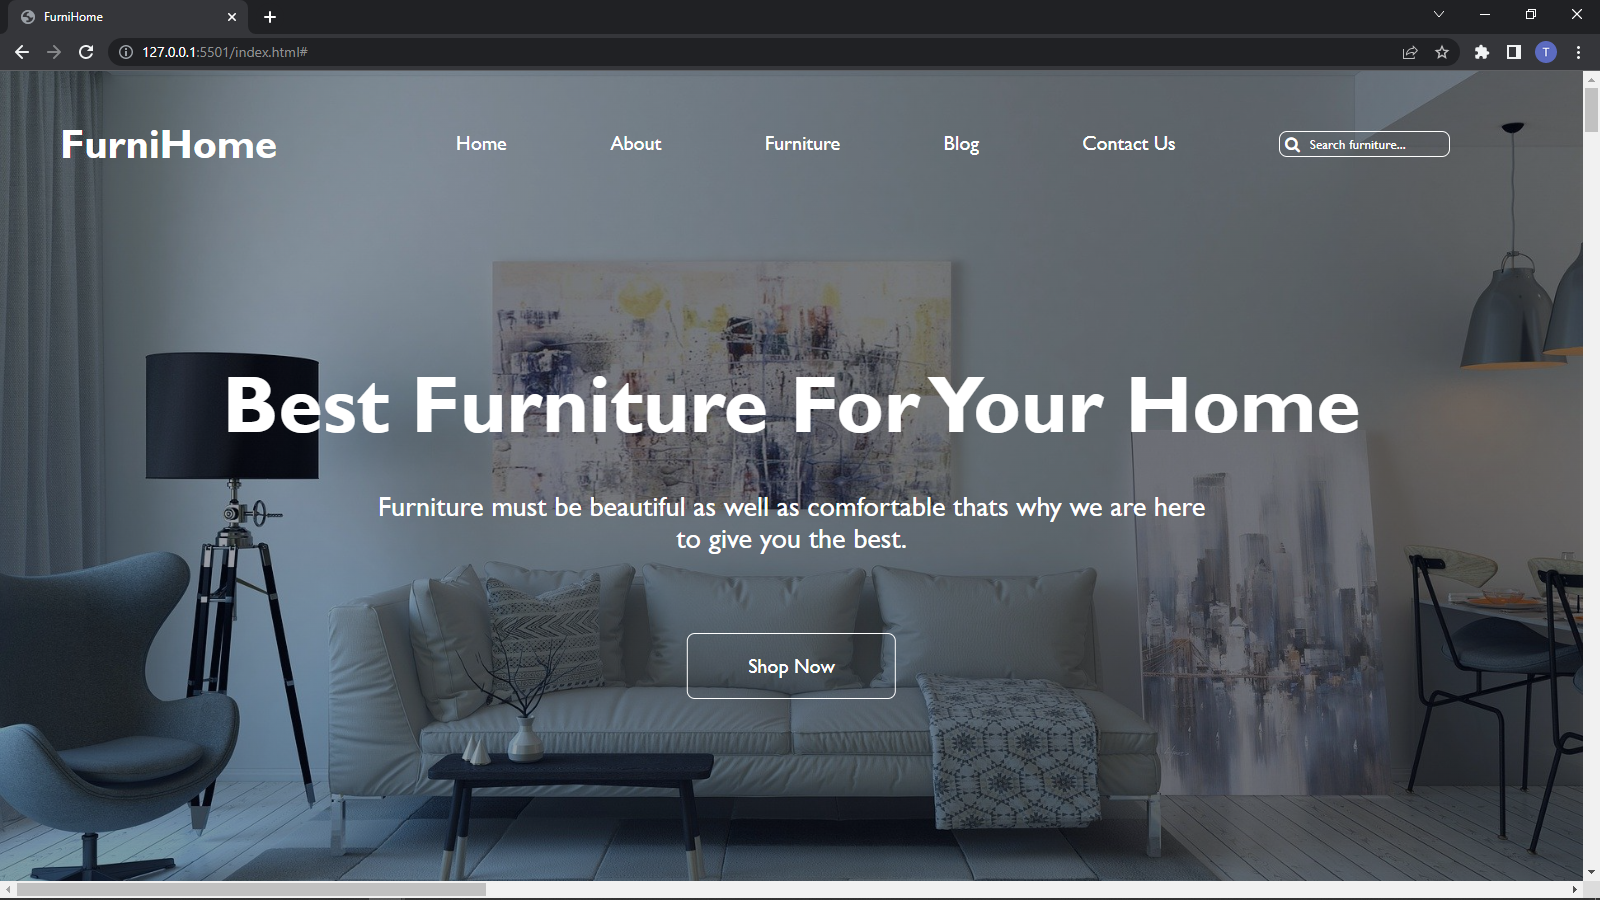 FurniHome
127.0.0.1:5501/index.html#
T
FurniHome
Home
About
Furniture
Blog
Contact Us
Search furniture...
Best Furniture For Your Home
Furniture must be beautiful as well as comfortable thats why we are here
to give you the best.
Shop Now